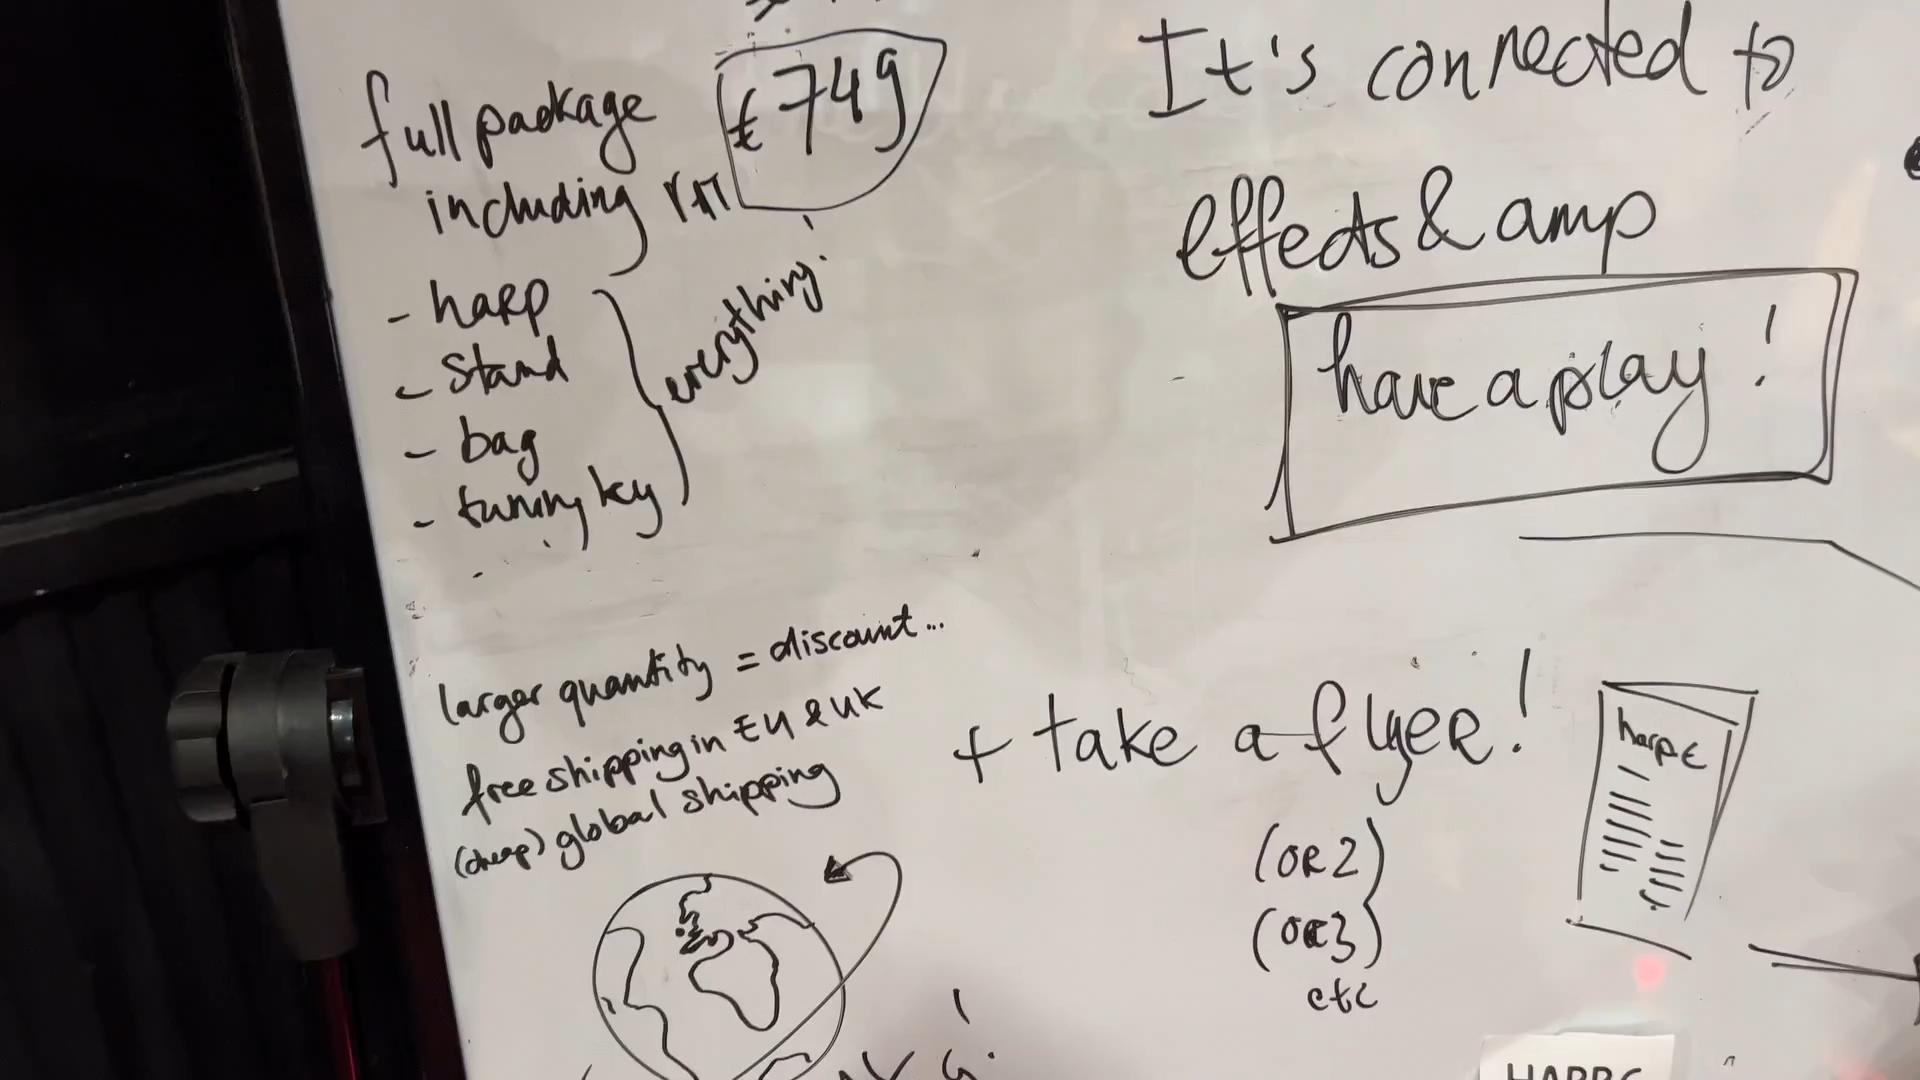 full package
€749
including
- harp
- stand
- bag
- tuning key
everything!
larger quantity = discount...
free shipping in EU & UK
(cheap) global shipping
It's connected to
effects & amp
have a play!
+ take a flyer!
(or 2)
(or 3)
etc
harpE